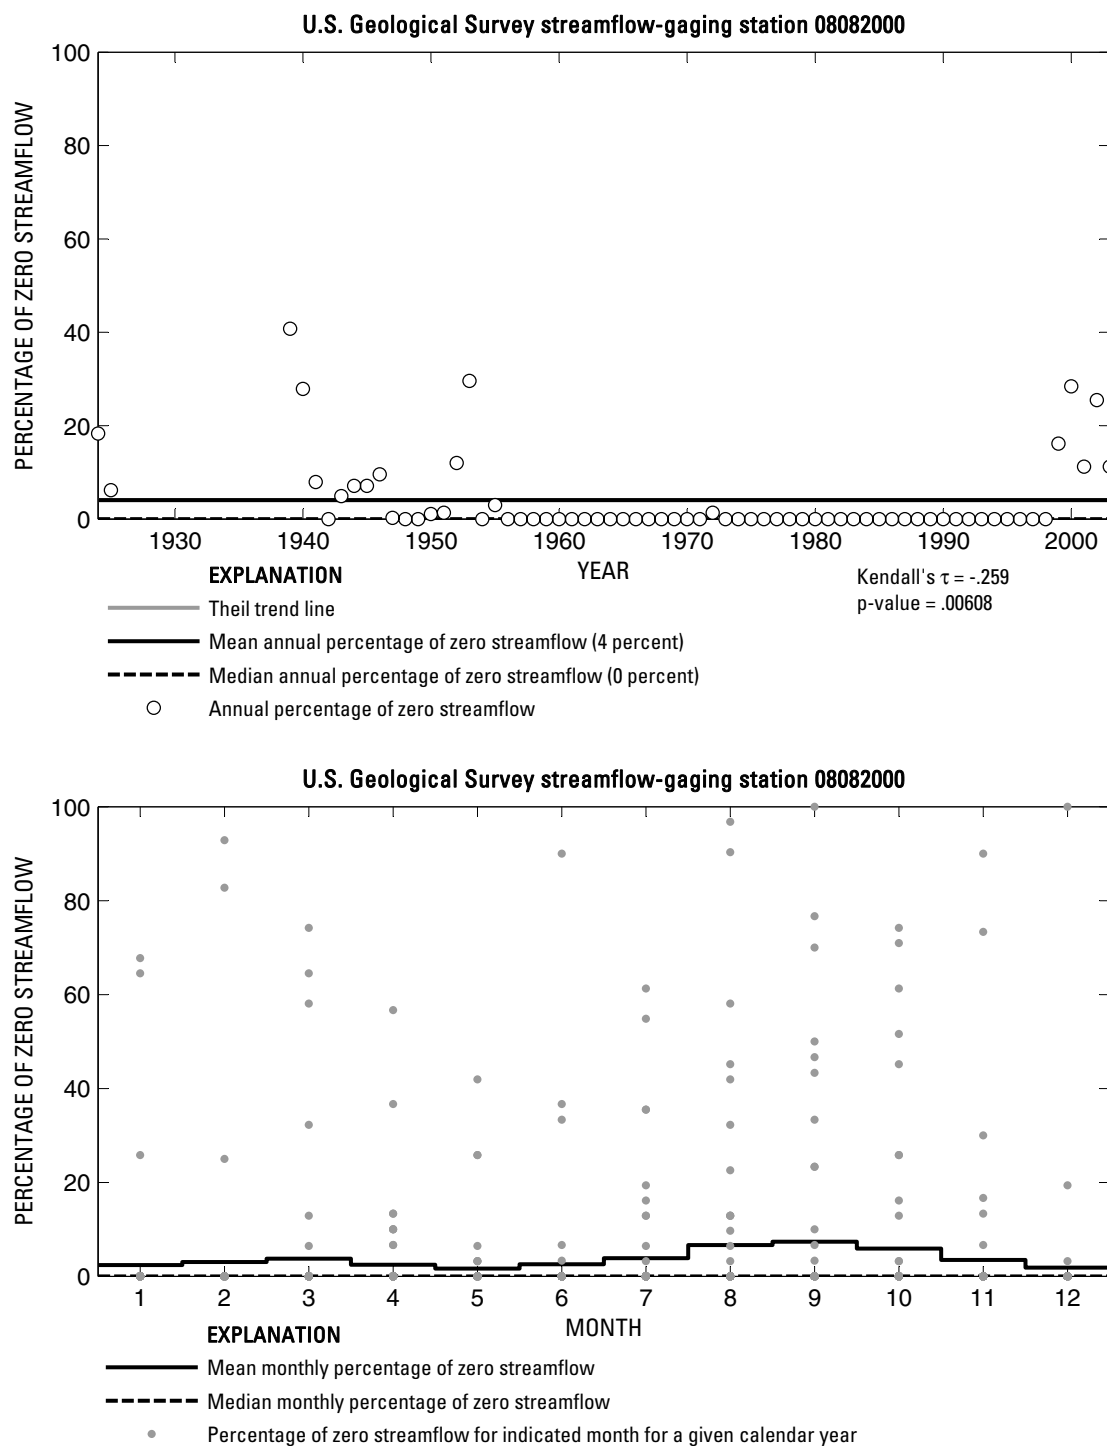 U.S. Geological Survey streamflow-gaging station 08082000
PERCENTAGE OF ZERO STREAMFLOW
100
80
60
40
20
0
1930 1940 1950 1960 1970 1980 1990 2000
YEAR
EXPLANATION
Theil trend line
Mean annual percentage of zero streamflow (4 percent)
Median annual percentage of zero streamflow (0 percent)
Annual percentage of zero streamflow
Kendall's τ = -.259
p-value = .00608
U.S. Geological Survey streamflow-gaging station 08082000
PERCENTAGE OF ZERO STREAMFLOW
100
80
60
40
20
0
1 2 3 4 5 6 7 8 9 10 11 12
MONTH
EXPLANATION
Mean monthly percentage of zero streamflow
Median monthly percentage of zero streamflow
Percentage of zero streamflow for indicated month for a given calendar year